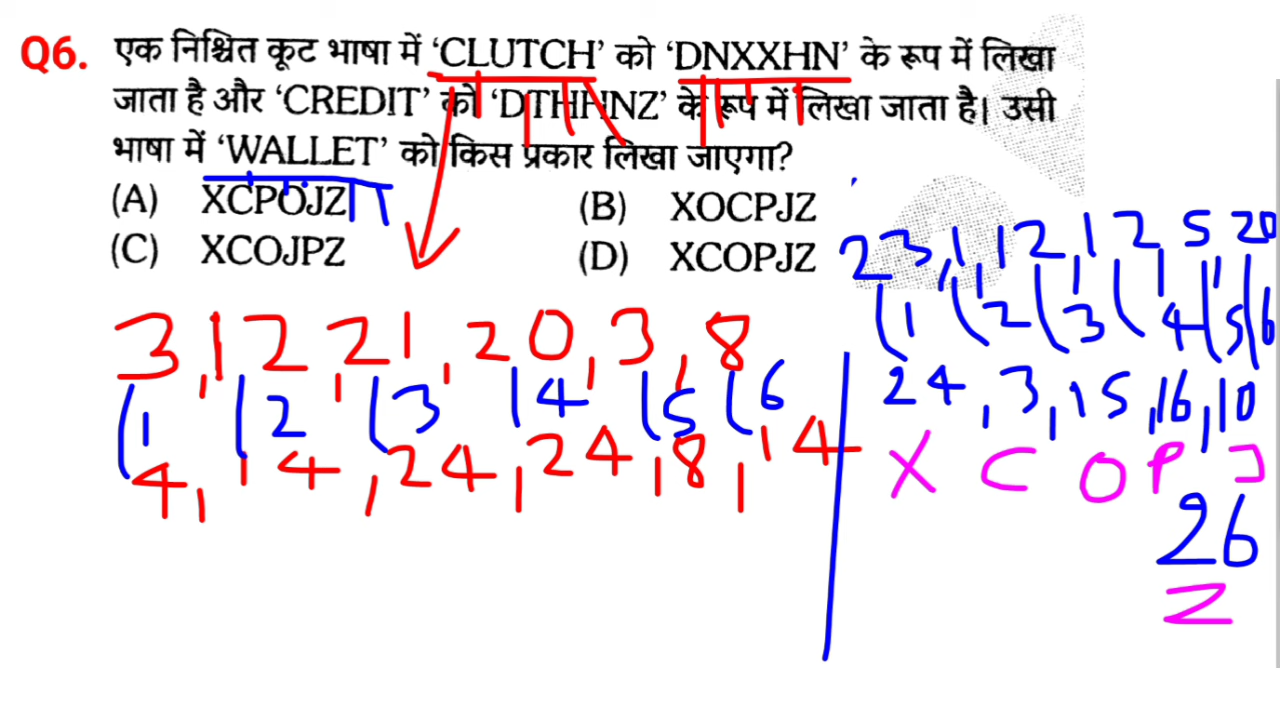 Q6. एक निश्चित कूट भाषा में ‘CLUTCH’ को ‘DNXXHN’ के रूप में लिखा
जाता है और ‘CREDIT’ को ‘DTHHNZ’ के रूप में लिखा जाता है। उसी
भाषा में ‘WALLET’ को किस प्रकार लिखा जाएगा?
(A) XCPOJZ (B) XOCPJZ
(C) XCOJPZ (D) XCOPJZ
23, 1, 12, 12, 5, 20
1 2 3 4 5 6
24, 3, 15, 16, 10
X C O P J
26
Z
3, 12, 21, 20, 3, 8
1 2 3 4 5 6
4, 14, 24, 24, 8, 14